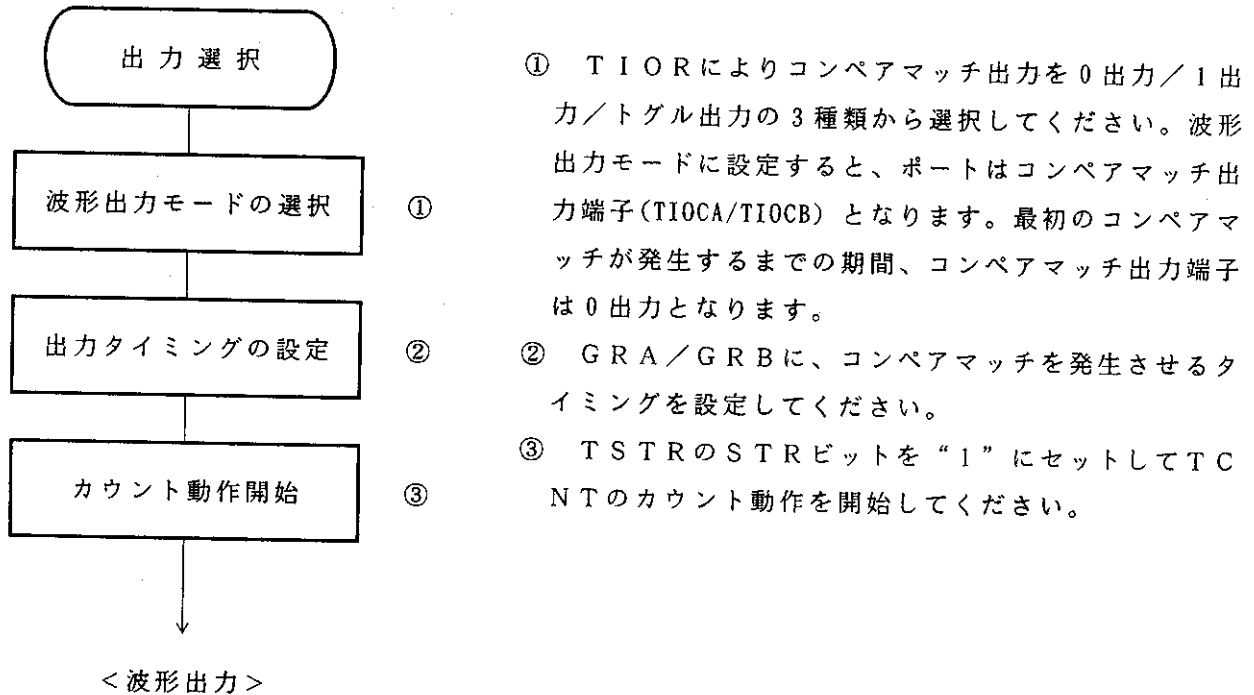 出力選択
波形出力モードの選択 ①
出力タイミングの設定 ②
カウント動作開始 ③
<波形出力>
① TIORによりコンペアマッチ出力を0出力/1出
力/トグル出力の3種類から選択してください。波形
出力モードに設定すると、ポートはコンペアマッチ出
力端子(TIOCA/TIOCB) となります。最初のコンペアマ
ッチが発生するまでの期間、コンペアマッチ出力端子
は0出力となります。
② GRA/GRBに、コンペアマッチを発生させるタ
イミングを設定してください。
③ TSTRのSTRビットを“1”にセットしてTC
NTのカウント動作を開始してください。